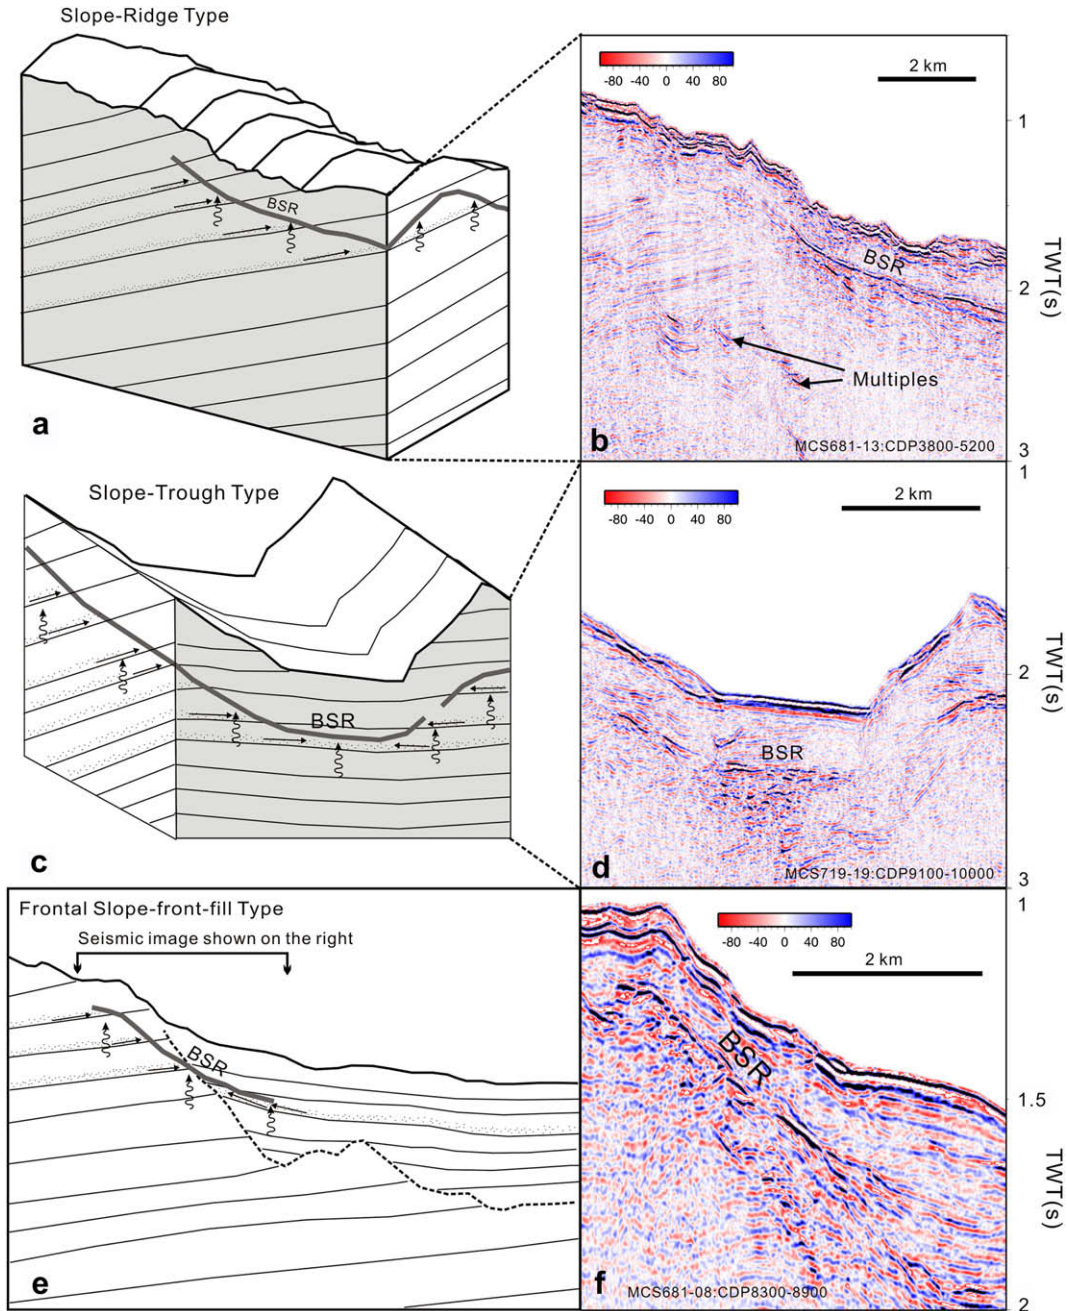 Slope-Ridge Type
BSR
a
-80 -40 0 40 80
2 km
1
BSR
2
TWT(s)
Multiples
MCS681-13:CDP3800-5200
b
3
Slope-Trough Type
BSR
c
1
-80 -40 0 40 80
2 km
2
TWT(s)
BSR
MCS719-19:CDP9100-10000
d
3
Frontal Slope-front-fill Type
Seismic image shown on the right
BSR
e
1
-80 -40 0 40 80
2 km
BSR
1.5
TWT(s)
MCS681-08:CDP8300-8900
f
2